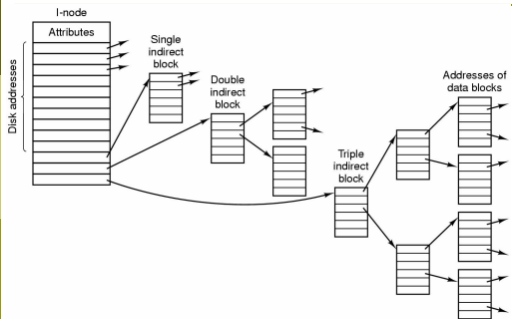 I-node
Attributes
Disk addresses
Single
indirect
block
Double
indirect
block
Triple
indirect
block
Addresses of
data blocks